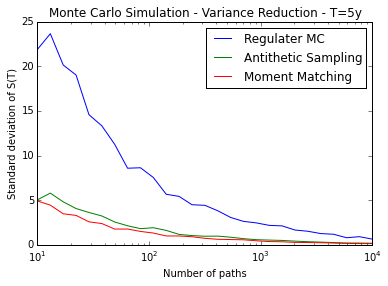 Monte Carlo Simulation - Variance Reduction - T=5y
Standard deviation of S(T)
25
20
15
10
5
0
Regulater MC
Antithetic Sampling
Moment Matching
10^1
10^2
10^3
10^4
Number of paths